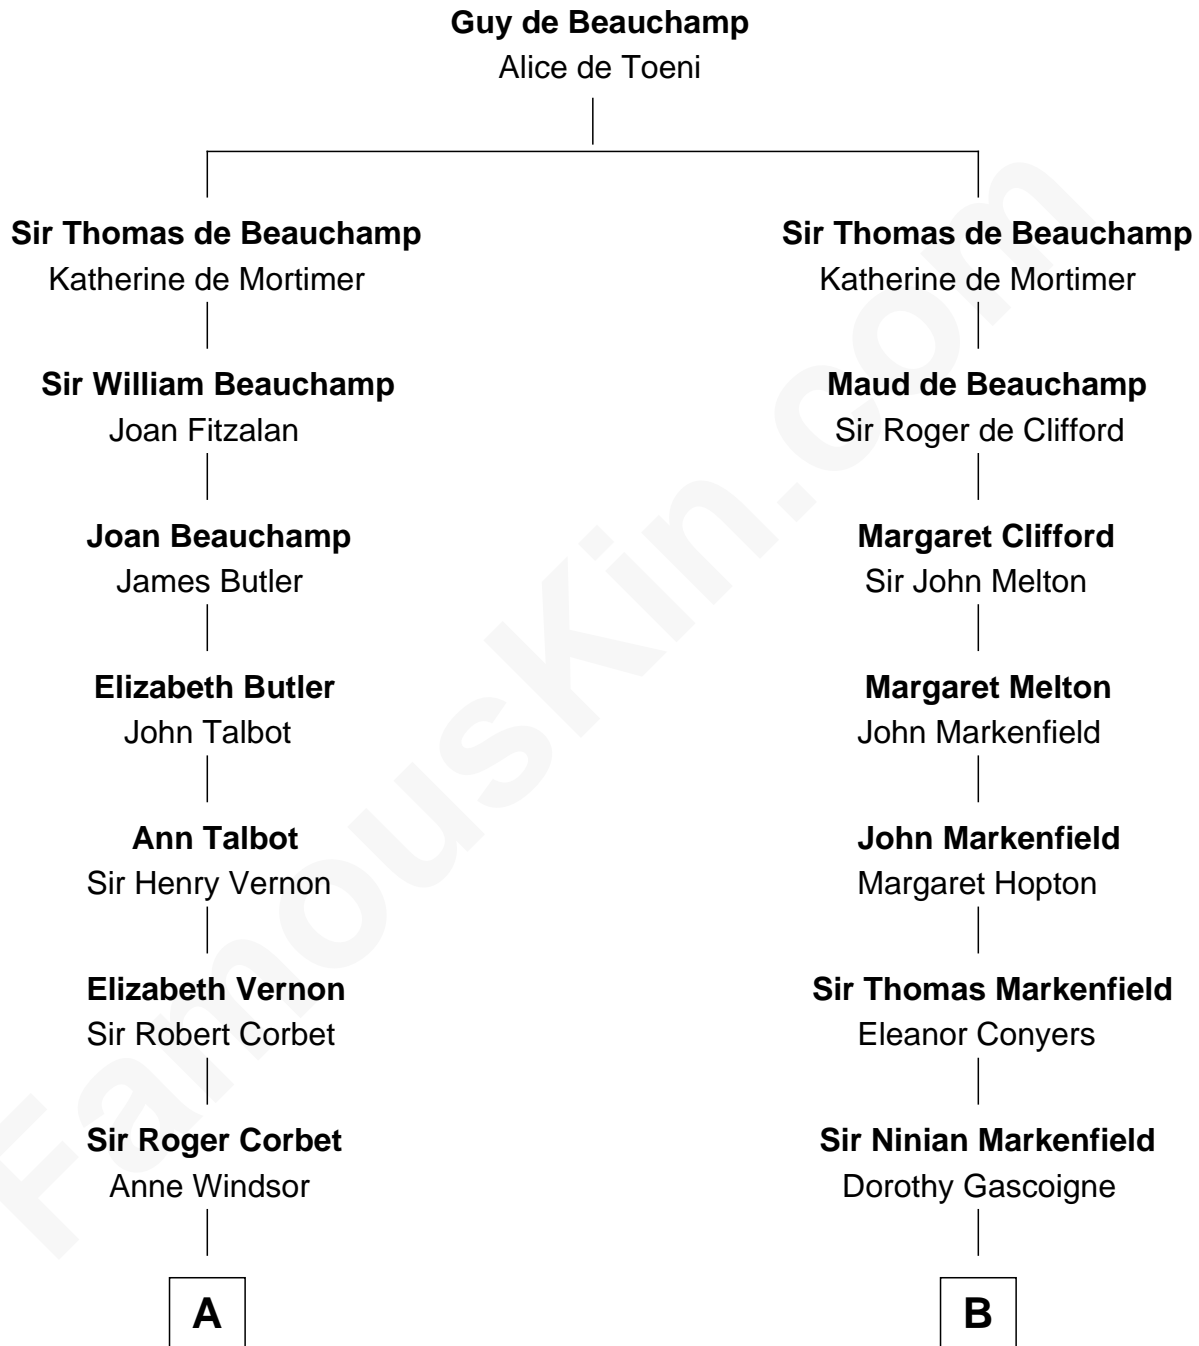 Guy de Beauchamp
Alice de Toeni
Sir Thomas de Beauchamp
Katherine de Mortimer
Sir William Beauchamp
Joan Fitzalan
Joan Beauchamp
James Butler
Elizabeth Butler
John Talbot
Ann Talbot
Sir Henry Vernon
Elizabeth Vernon
Sir Robert Corbet
Sir Roger Corbet
Anne Windsor
A
Sir Thomas de Beauchamp
Katherine de Mortimer
Maud de Beauchamp
Sir Roger de Clifford
Margaret Clifford
Sir John Melton
Margaret Melton
John Markenfield
John Markenfield
Margaret Hopton
Sir Thomas Markenfield
Eleanor Conyers
Sir Ninian Markenfield
Dorothy Gascoigne
B
FamousKin.com